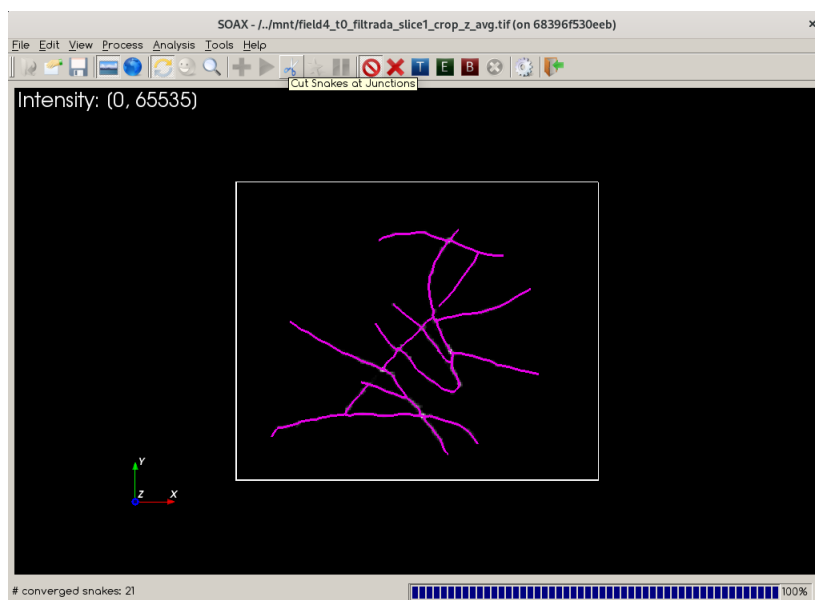 SOAX - /../mnt/field4_t0_filtrada_slice1_crop_z_avg.tif (on 68396f530eeb)
×
File Edit View Process Analysis Tools Help
T E B
Cut Snakes at Junctions
Intensity: (0, 65535)
Y
Z X
# converged snakes: 21
100%